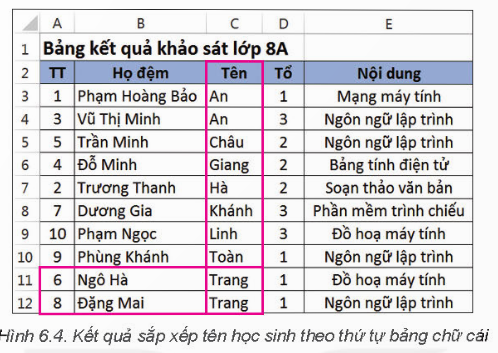 A B C D E
1 Bảng kết quả khảo sát lớp 8A
2 TT Họ đệm Tên Tổ Nội dung
3 1 Phạm Hoàng Bảo An 1 Mạng máy tính
4 3 Vũ Thị Minh An 3 Ngôn ngữ lập trình
5 5 Trần Minh Châu 2 Ngôn ngữ lập trình
6 4 Đỗ Minh Giang 2 Bảng tính điện tử
7 2 Trương Thanh Hà 2 Soạn thảo văn bản
8 7 Dương Gia Khánh 3 Phần mềm trình chiếu
9 10 Phạm Ngọc Linh 3 Đồ hoạ máy tính
10 9 Phùng Khánh Toàn 1 Ngôn ngữ lập trình
11 6 Ngô Hà Trang 1 Đồ hoạ máy tính
12 8 Đặng Mai Trang 1 Ngôn ngữ lập trình
Hình 6.4. Kết quả sắp xếp tên học sinh theo thứ tự bảng chữ cái